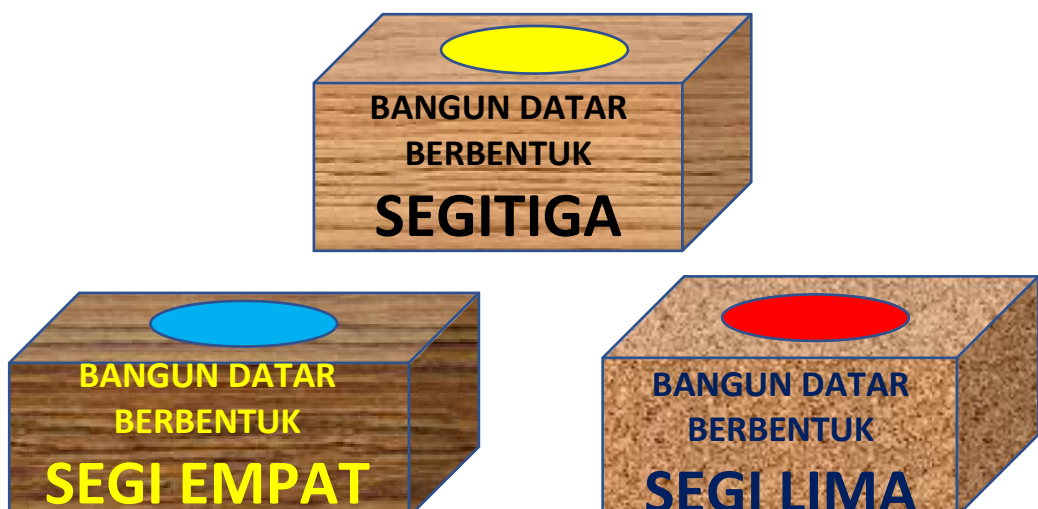 BANGUN DATAR
BERBENTUK
SEGITIGA
BANGUN DATAR
BERBENTUK
SEGI EMPAT
BANGUN DATAR
BERBENTUK
SEGI LIMA